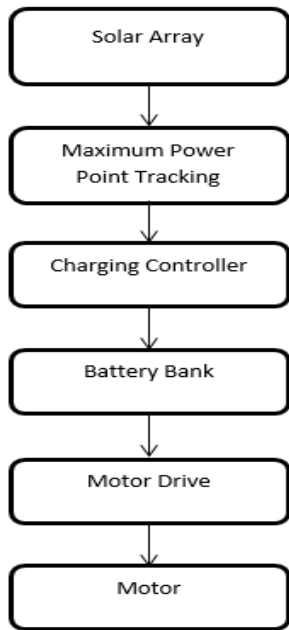 Solar Array
Maximum Power
Point Tracking
Charging Controller
Battery Bank
Motor Drive
Motor